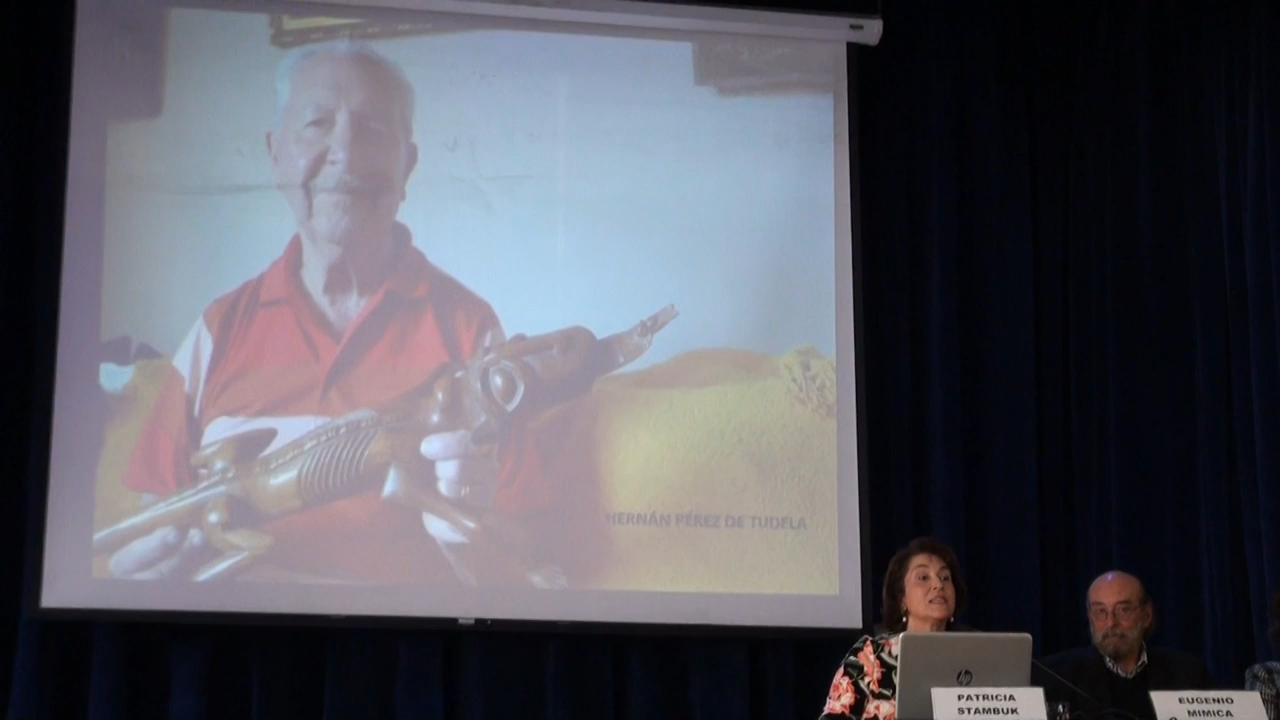 HERNÁN PÉREZ DE TUDELA
hp
PATRICIA
STAMBUK
EUGENIO
MIMICA